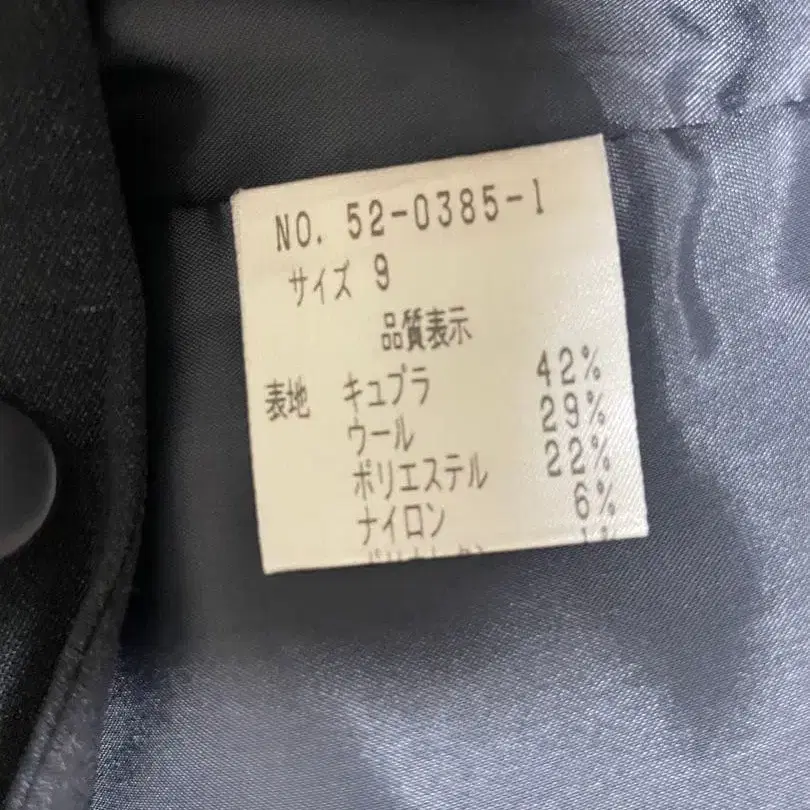 NO. 52-0385-1
サイズ 9
品質表示
表地 キュプラ 42%
ウール 29%
ポリエステル 22%
ナイロン 6%